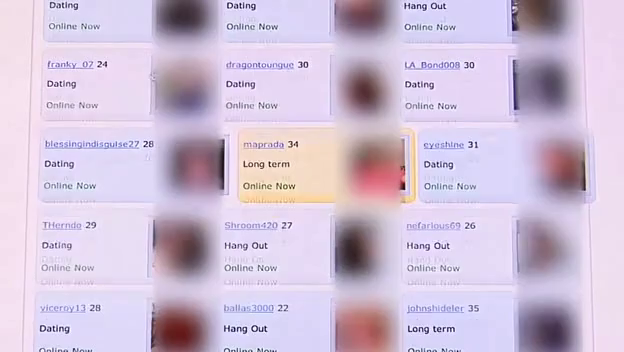 Dating
Dating
Hang Out
Online Now
Online Now
Online Now
franky_07 24
dragontongue 30
LA_Bond008 30
Dating
Dating
Dating
Online Now
Online Now
Online Now
blessingindisguise27 28
maprada 34
eyeshine 31
Dating
Long term
Dating
Online Now
Online Now
Online Now
THerndo 29
Shroom420 27
nefarious69 26
Dating
Hang Out
Hang Out
Online Now
Online Now
Online Now
viceroy13 28
ballas3000 22
johnshideler 35
Dating
Hang Out
Long term
Online Now
Online Now
Online Now